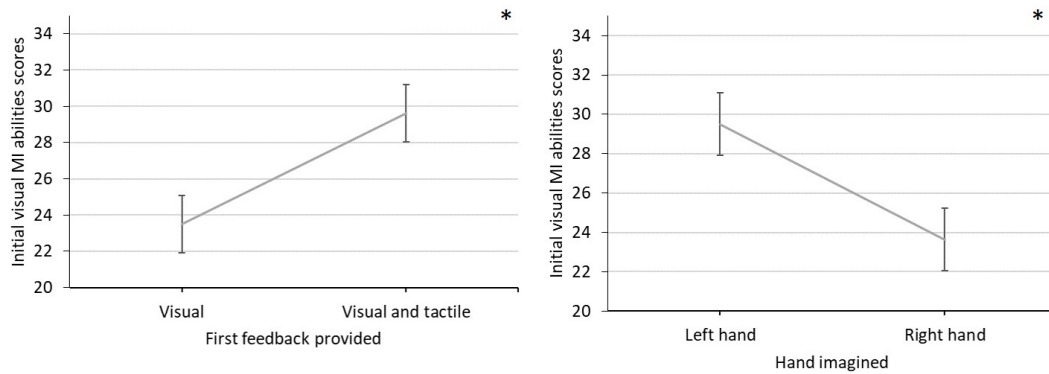 Initial visual MI abilities scores
*
34
32
30
28
26
24
22
20
Visual
Visual and tactile
First feedback provided
Initial visual MI abilities scores
*
34
32
30
28
26
24
22
20
Left hand
Right hand
Hand imagined